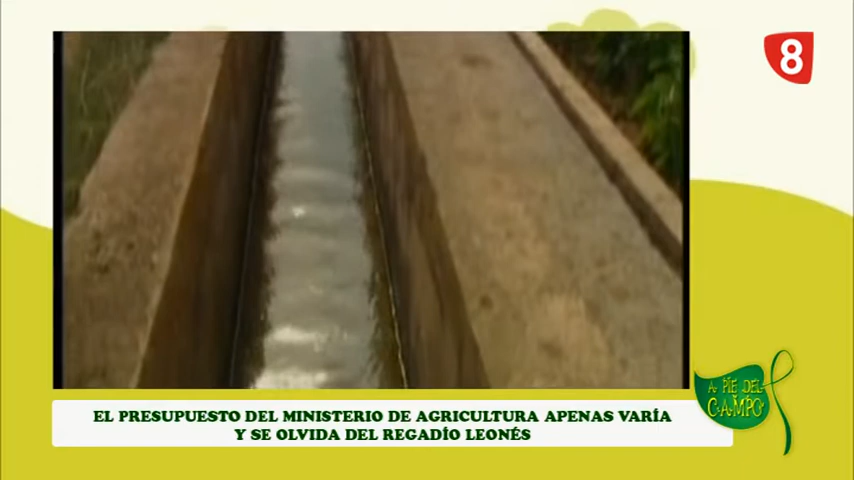 8
A PIE DEL
CAMPO
EL PRESUPUESTO DEL MINISTERIO DE AGRICULTURA APENAS VARÍA
Y SE OLVIDA DEL REGADÍO LEONÉS